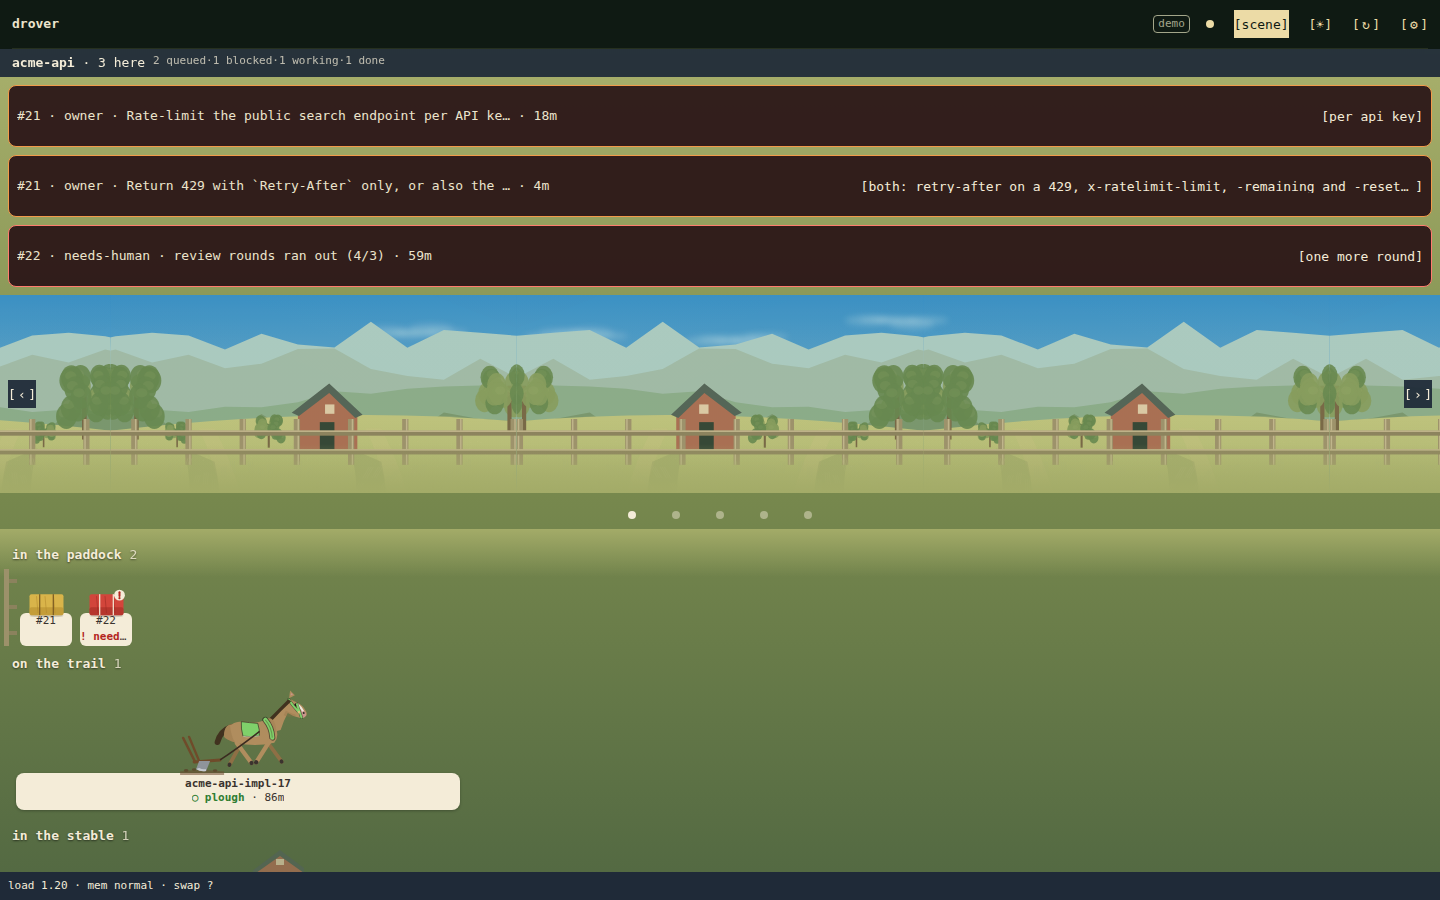 drover
demo
[scene]
[☀]
[↻]
[⚙]
acme-api · 3 here 2 queued·1 blocked·1 working·1 done
#21 · owner · Rate-limit the public search endpoint per API ke… · 18m
[per api key]
#21 · owner · Return 429 with `Retry-After` only, or also the … · 4m
[both: retry-after on a 429, x-ratelimit-limit, -remaining and -reset… ]
#22 · needs-human · review rounds ran out (4/3) · 59m
[one more round]
[‹]
[›]
in the paddock 2
#21
#22
! need…
on the trail 1
acme-api-impl-17
○ plough · 86m
in the stable 1
load 1.20 · mem normal · swap ?